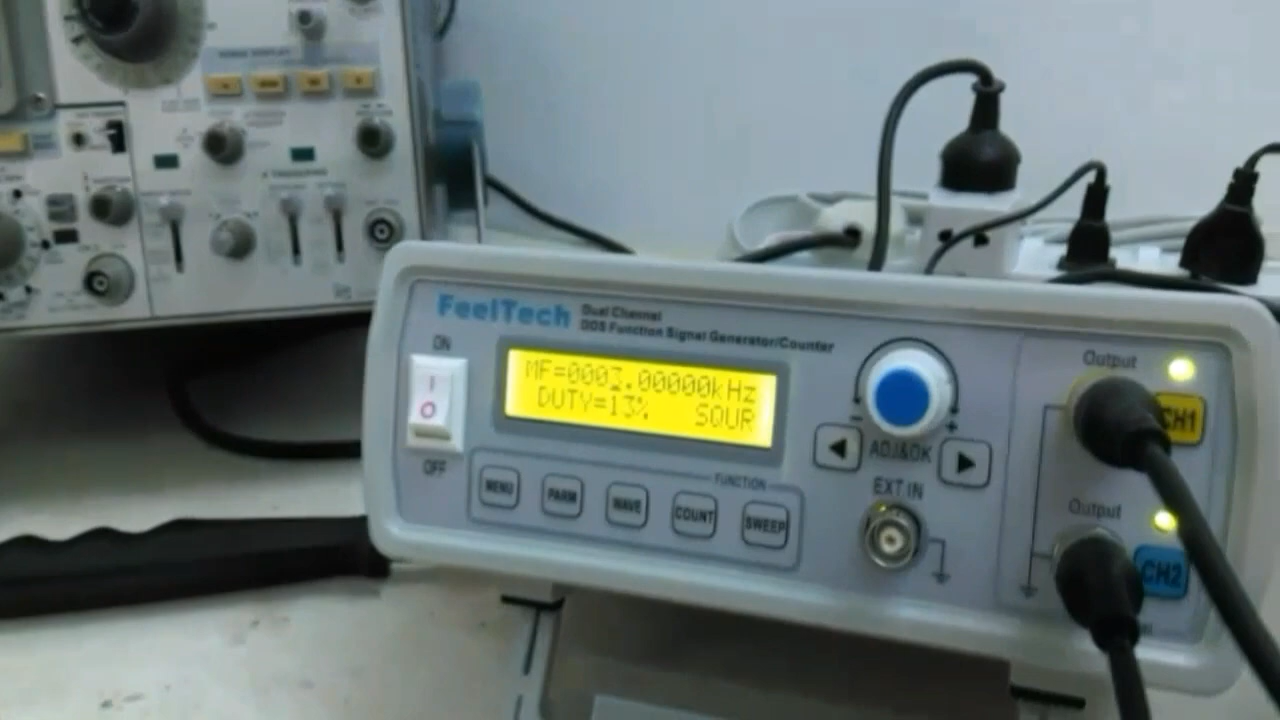 FeelTech
Dual Channel
DDS Function Signal Generator/Counter
ON
I
O
OFF
MF=0003.00000kHz
DUTY=13% SQUR
FUNCTION
MENU
PARM
WAVE
COUNT
SWEEP
- +
ADJ&OK
EXT IN
Output
CH1
Output
CH2